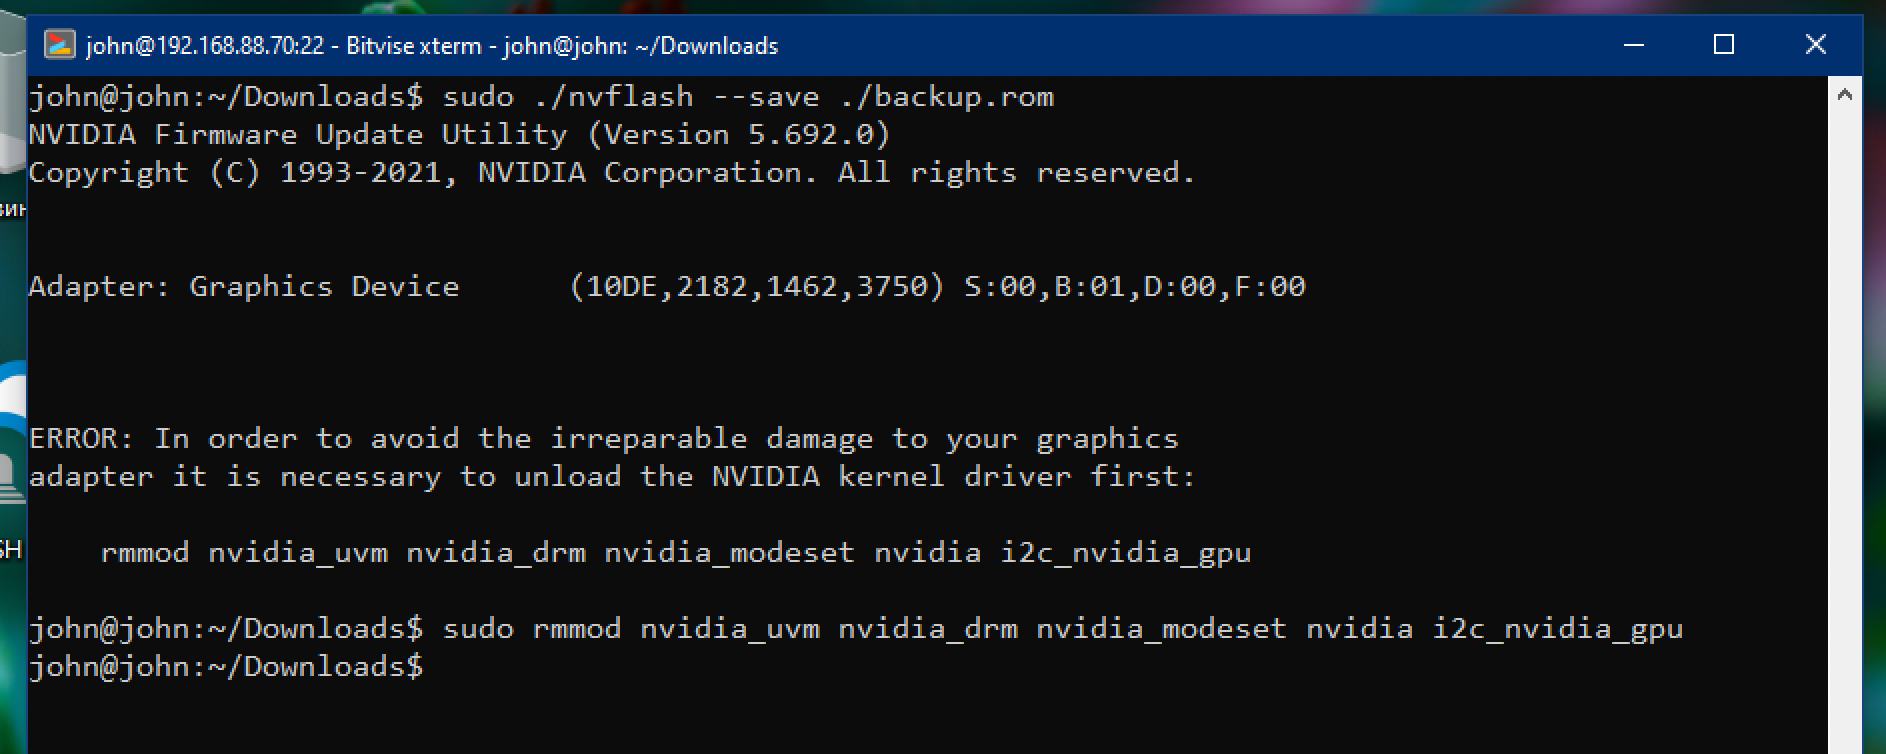 john@192.168.88.70:22 - Bitvise xterm - john@john: ~/Downloads
john@john:~/Downloads$ sudo ./nvflash --save ./backup.rom
NVIDIA Firmware Update Utility (Version 5.692.0)
Copyright (C) 1993-2021, NVIDIA Corporation. All rights reserved.
Adapter: Graphics Device (10DE,2182,1462,3750) S:00,B:01,D:00,F:00
ERROR: In order to avoid the irreparable damage to your graphics
adapter it is necessary to unload the NVIDIA kernel driver first:
rmmod nvidia_uvm nvidia_drm nvidia_modeset nvidia i2c_nvidia_gpu
john@john:~/Downloads$ sudo rmmod nvidia_uvm nvidia_drm nvidia_modeset nvidia i2c_nvidia_gpu
john@john:~/Downloads$